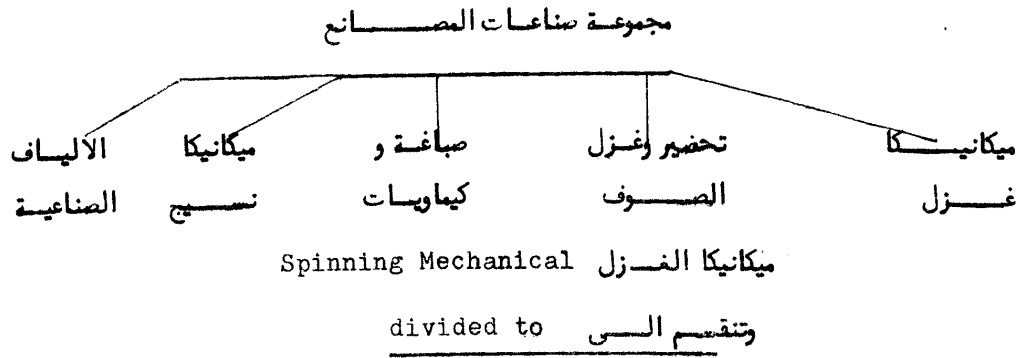 مجموعة صناعات المصانع
ميكانيكا تحضير وغزل صباغة و ميكانيكا الالياف
غزل الصوف كيماويات نسيج الصناعية
ميكانيكا الغزل Spinning Mechanical
وتنقسم الى divided to